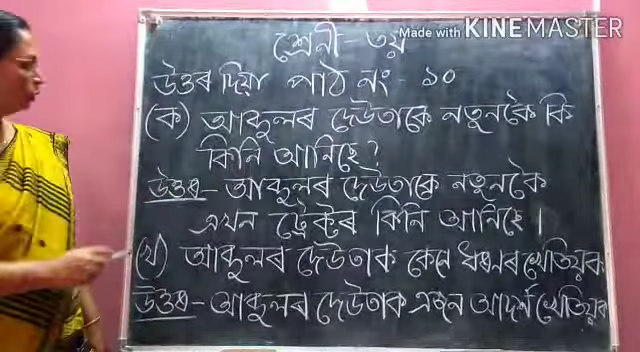 Made with KINEMASTER
শ্ৰেনী - ৩য়
উত্তৰ দিয়া পাঠ নং - ১০
(ক) আব্দুলৰ দেউতাকে নতুনকৈ কি
কিনি আনিছে?
উত্তৰ - আব্দুলৰ দেউতাকে নতুনকৈ
এখন ট্ৰেক্টৰ কিনি আনিছে।
(খ) আব্দুলৰ দেউতাক কেনে ধৰণৰ খেতিয়ক
উত্তৰ - আব্দুলৰ দেউতাক এজন আদৰ্শ খেতিয়ক